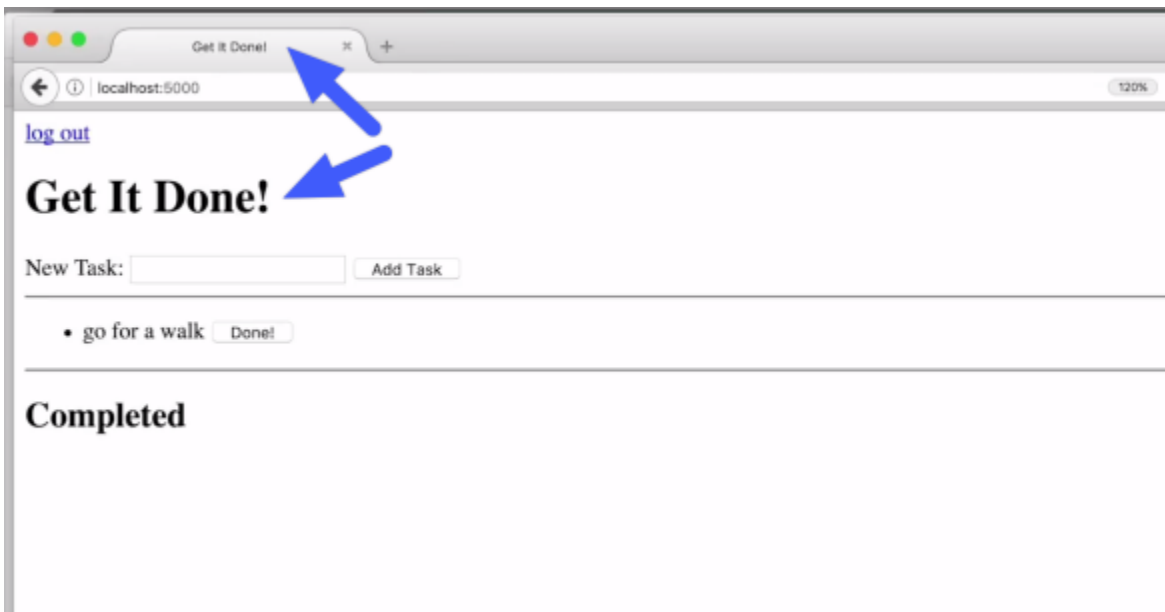 Get It Done!
localhost:5000 120%
log out
Get It Done!
New Task: Add Task
go for a walk Done!
Completed